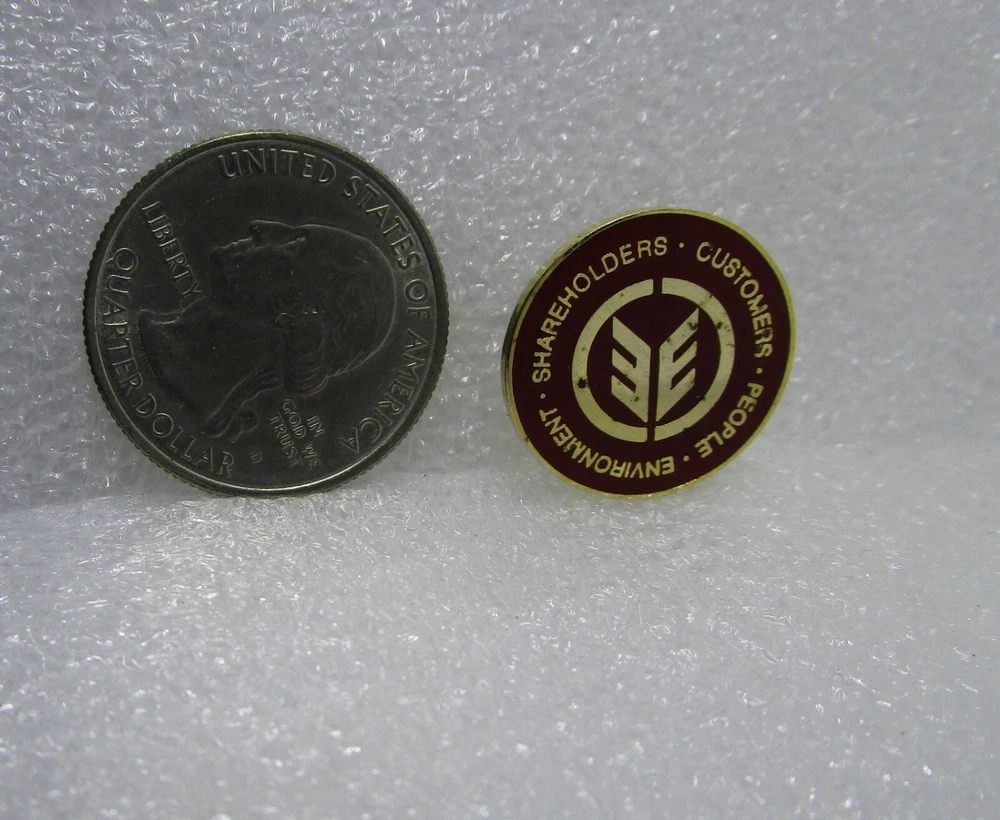 UNITED STATES OF AMERICA
LIBERTY
IN
GOD WE
TRUST
D
QUARTER DOLLAR
SHAREHOLDERS · CUSTOMERS · PEOPLE · ENVIRONMENT ·